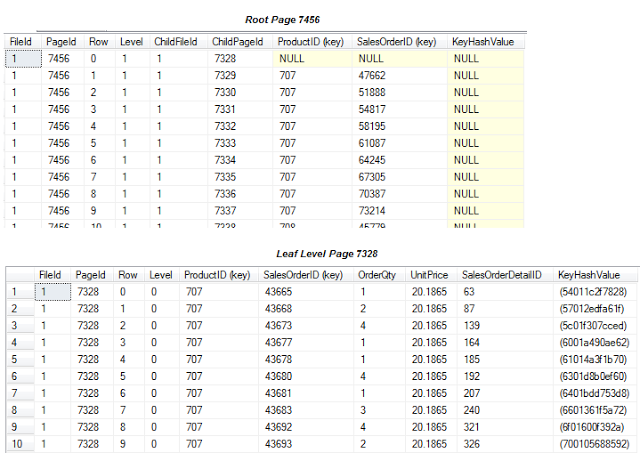 Root Page 7456
FileId PageId Row Level ChildFileId ChildPageId ProductID (key) SalesOrderID (key) KeyHashValue
1 7456 0 1 1 7328 NULL NULL NULL
1 7456 1 1 1 7329 707 47662 NULL
1 7456 2 1 1 7330 707 51888 NULL
1 7456 3 1 1 7331 707 54817 NULL
1 7456 4 1 1 7332 707 58195 NULL
1 7456 5 1 1 7333 707 61087 NULL
1 7456 6 1 1 7334 707 64245 NULL
1 7456 7 1 1 7335 707 67305 NULL
1 7456 8 1 1 7336 707 70387 NULL
1 7456 9 1 1 7337 707 73214 NULL
1 7456 10 1 1 7338 708 45779 NULL
Leaf Level Page 7328
FileId PageId Row Level ProductID (key) SalesOrderID (key) OrderQty UnitPrice SalesOrderDetailID KeyHashValue
1 1 7328 0 0 707 43665 1 20.1865 63 (54011c2f7828)
2 1 7328 1 0 707 43668 2 20.1865 87 (57012edfa61f)
3 1 7328 2 0 707 43673 4 20.1865 139 (5c01f307cced)
4 1 7328 3 0 707 43677 1 20.1865 164 (6001a490ae62)
5 1 7328 4 0 707 43678 1 20.1865 185 (61014a3f1b70)
6 1 7328 5 0 707 43680 4 20.1865 192 (6301d8b0ef60)
7 1 7328 6 0 707 43681 1 20.1865 207 (6401bdd753d8)
8 1 7328 7 0 707 43683 3 20.1865 240 (6601361f5a72)
9 1 7328 8 0 707 43692 4 20.1865 321 (6f01600f392a)
10 1 7328 9 0 707 43693 2 20.1865 326 (700105688592)